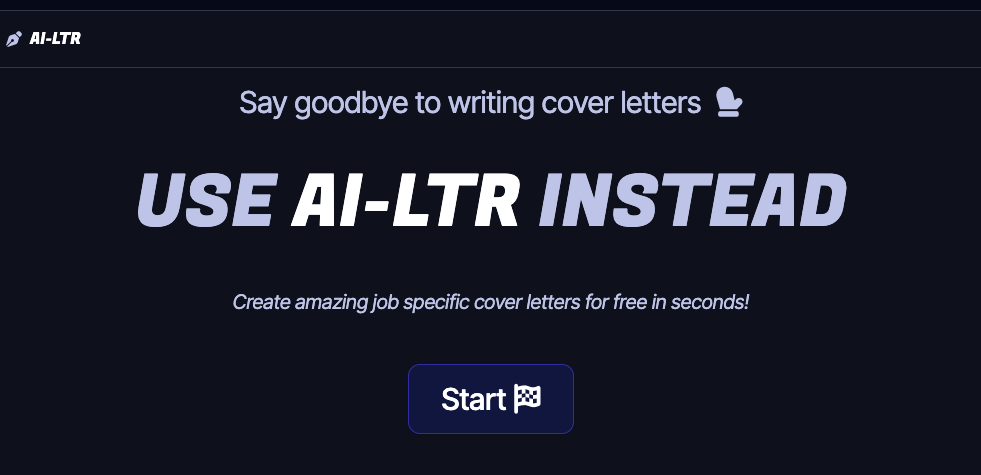 AI-LTR
Say goodbye to writing cover letters
USE AI-LTR INSTEAD
Create amazing job specific cover letters for free in seconds!
Start